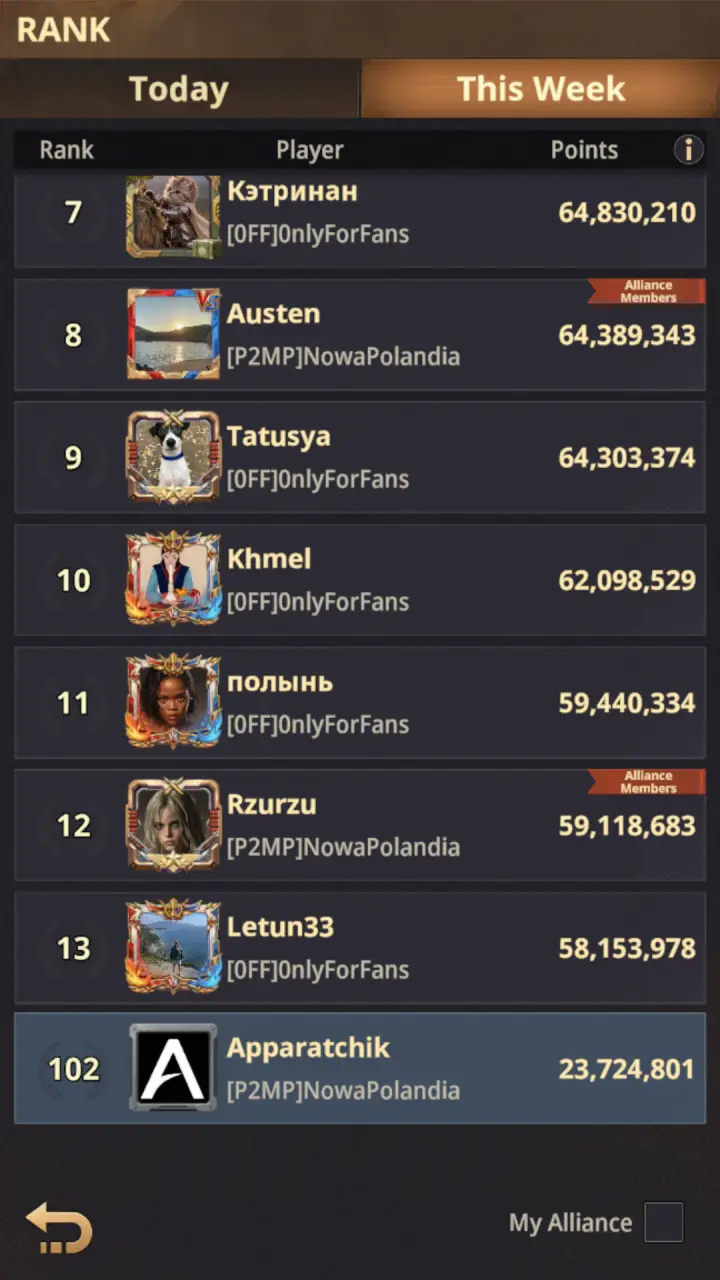 RANK
Today
This Week
Rank
Player
Points
7
Кэтринан
[0FF]0nlyForFans
64,830,210
Alliance
Members
8
Austen
[P2MP]NowaPolandia
64,389,343
9
Tatusya
[0FF]0nlyForFans
64,303,374
10
Khmel
[0FF]0nlyForFans
62,098,529
11
полынь
[0FF]0nlyForFans
59,440,334
Alliance
Members
12
Rzurzu
[P2MP]NowaPolandia
59,118,683
13
Letun33
[0FF]0nlyForFans
58,153,978
102
Apparatchik
[P2MP]NowaPolandia
23,724,801
My Alliance